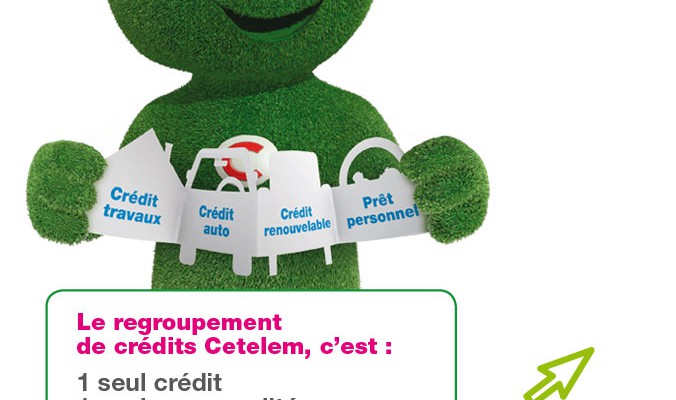 Crédit
travaux
Crédit
auto
Crédit
renouvelable
Prêt
personnel
Le regroupement
de crédits Cetelem, c’est :
1 seul crédit